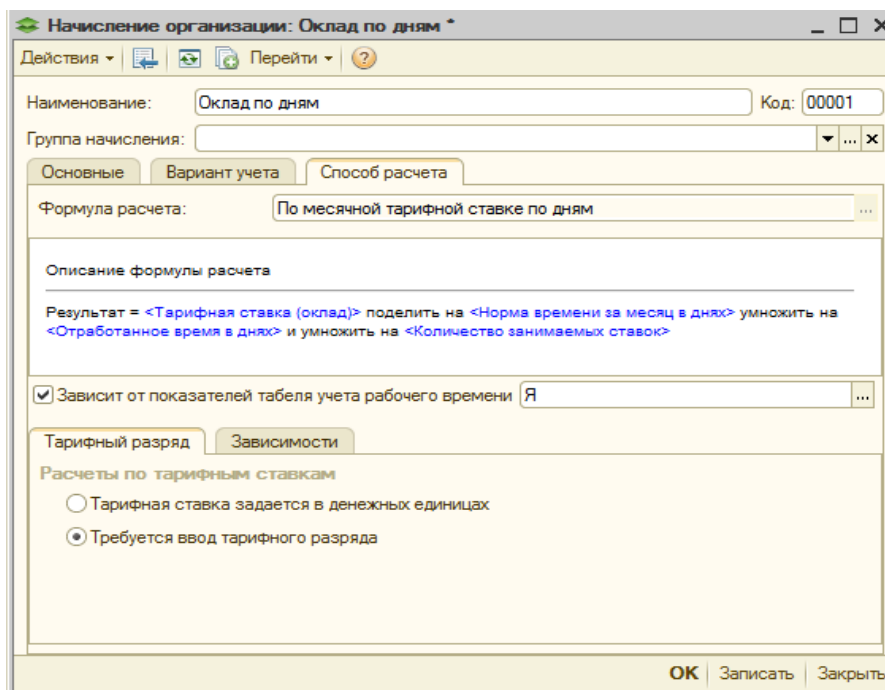 Начисление организации: Оклад по дням *
Действия Перейти
Наименование: Оклад по дням Код: 00001
Группа начисления:
Основные Вариант учета Способ расчета
Формула расчета: По месячной тарифной ставке по дням ...
Описание формулы расчета
Результат = <Тарифная ставка (оклад)> поделить на <Норма времени за месяц в днях> умножить на
<Отработанное время в днях> и умножить на <Количество занимаемых ставок>
Зависит от показателей табеля учета рабочего времени Я ...
Тарифный разряд Зависимости
Расчеты по тарифным ставкам
Тарифная ставка задается в денежных единицах
Требуется ввод тарифного разряда
OK Записать Закрыть